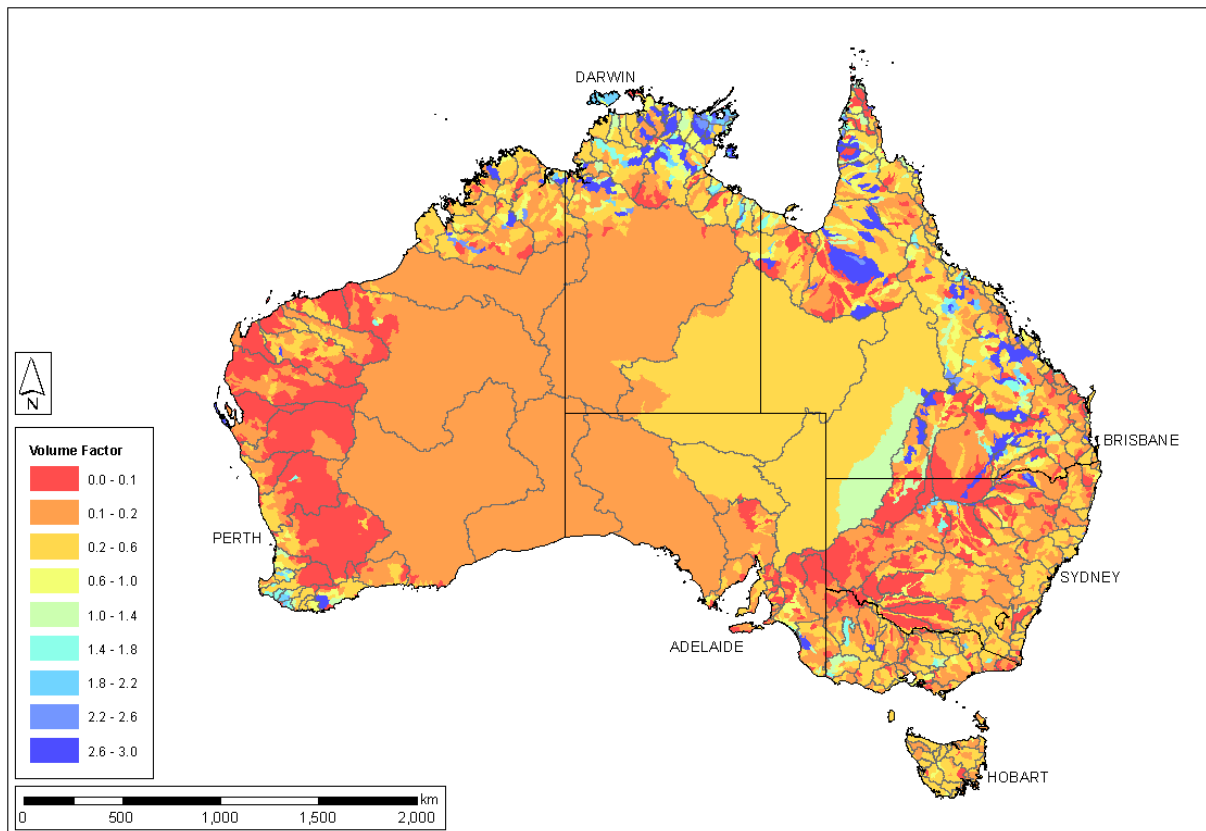 DARWIN
BRISBANE
PERTH
SYDNEY
ADELAIDE
HOBART
N
Volume Factor
0.0 - 0.1
0.1 - 0.2
0.2 - 0.6
0.6 - 1.0
1.0 - 1.4
1.4 - 1.8
1.8 - 2.2
2.2 - 2.6
2.6 - 3.0
km
0 500 1,000 1,500 2,000